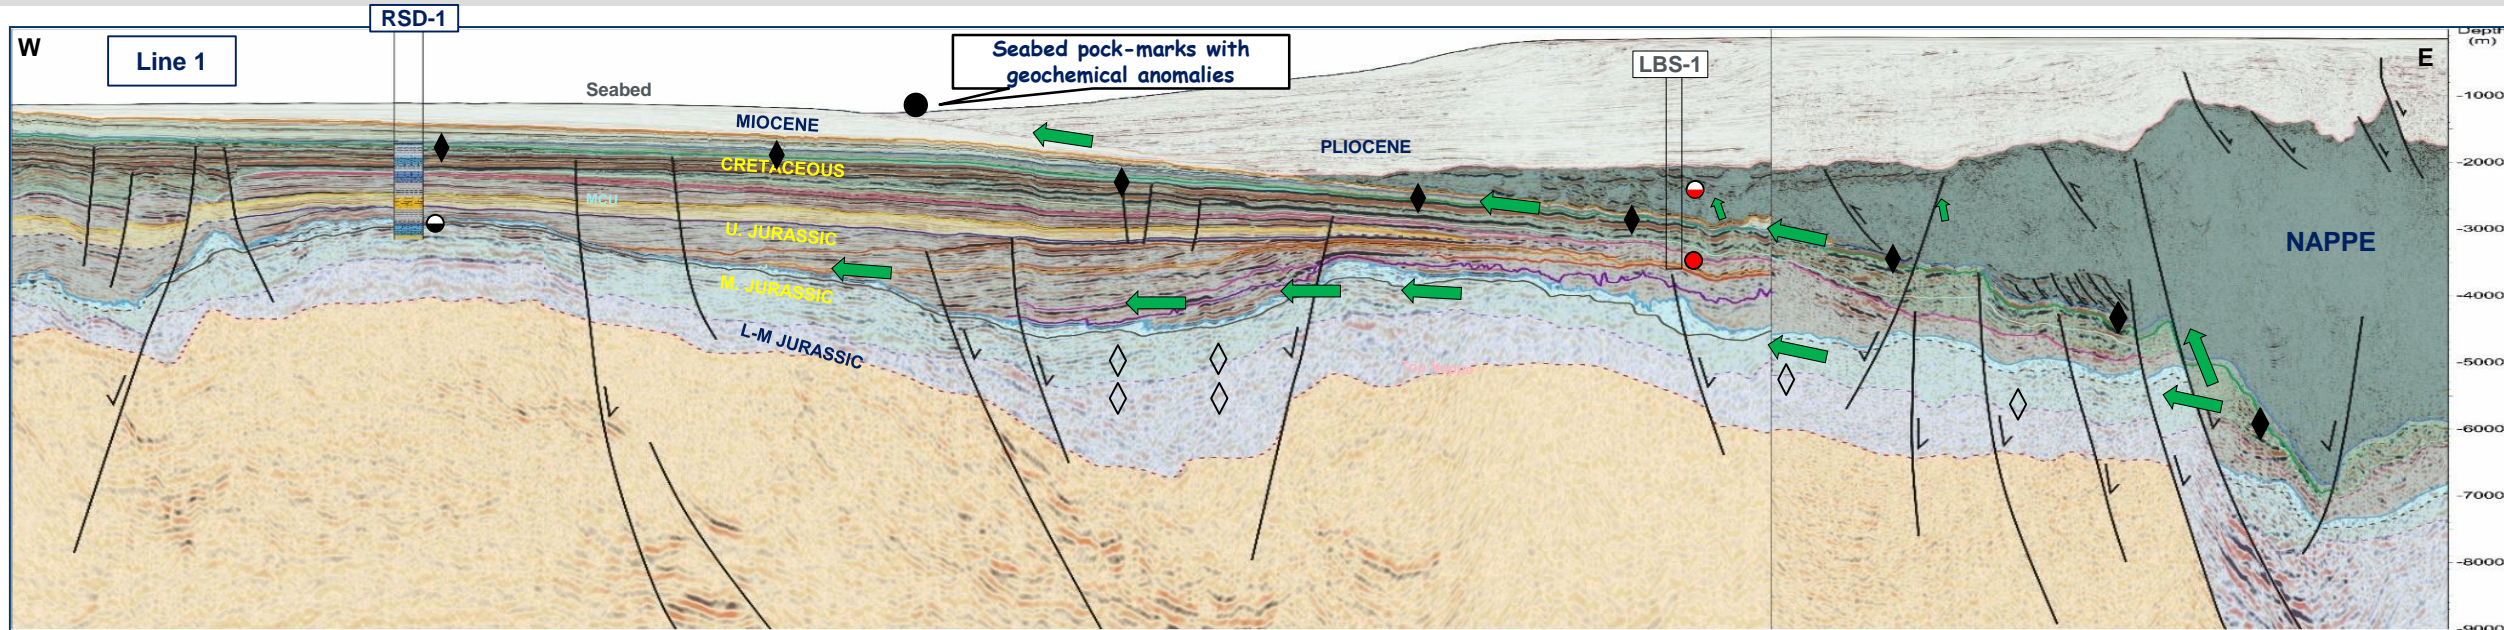 RSD-1
W
Line 1
Seabed pock-marks with
geochemical anomalies
Depth
(m)
E
LBS-1
Seabed
-1000
MIOCENE
PLIOCENE
CRETACEOUS
-2000
MCU
U. JURASSIC
-3000
NAPPE
M. JURASSIC
-4000
L-M JURASSIC
-5000
-6000
-7000
-8000
-9000